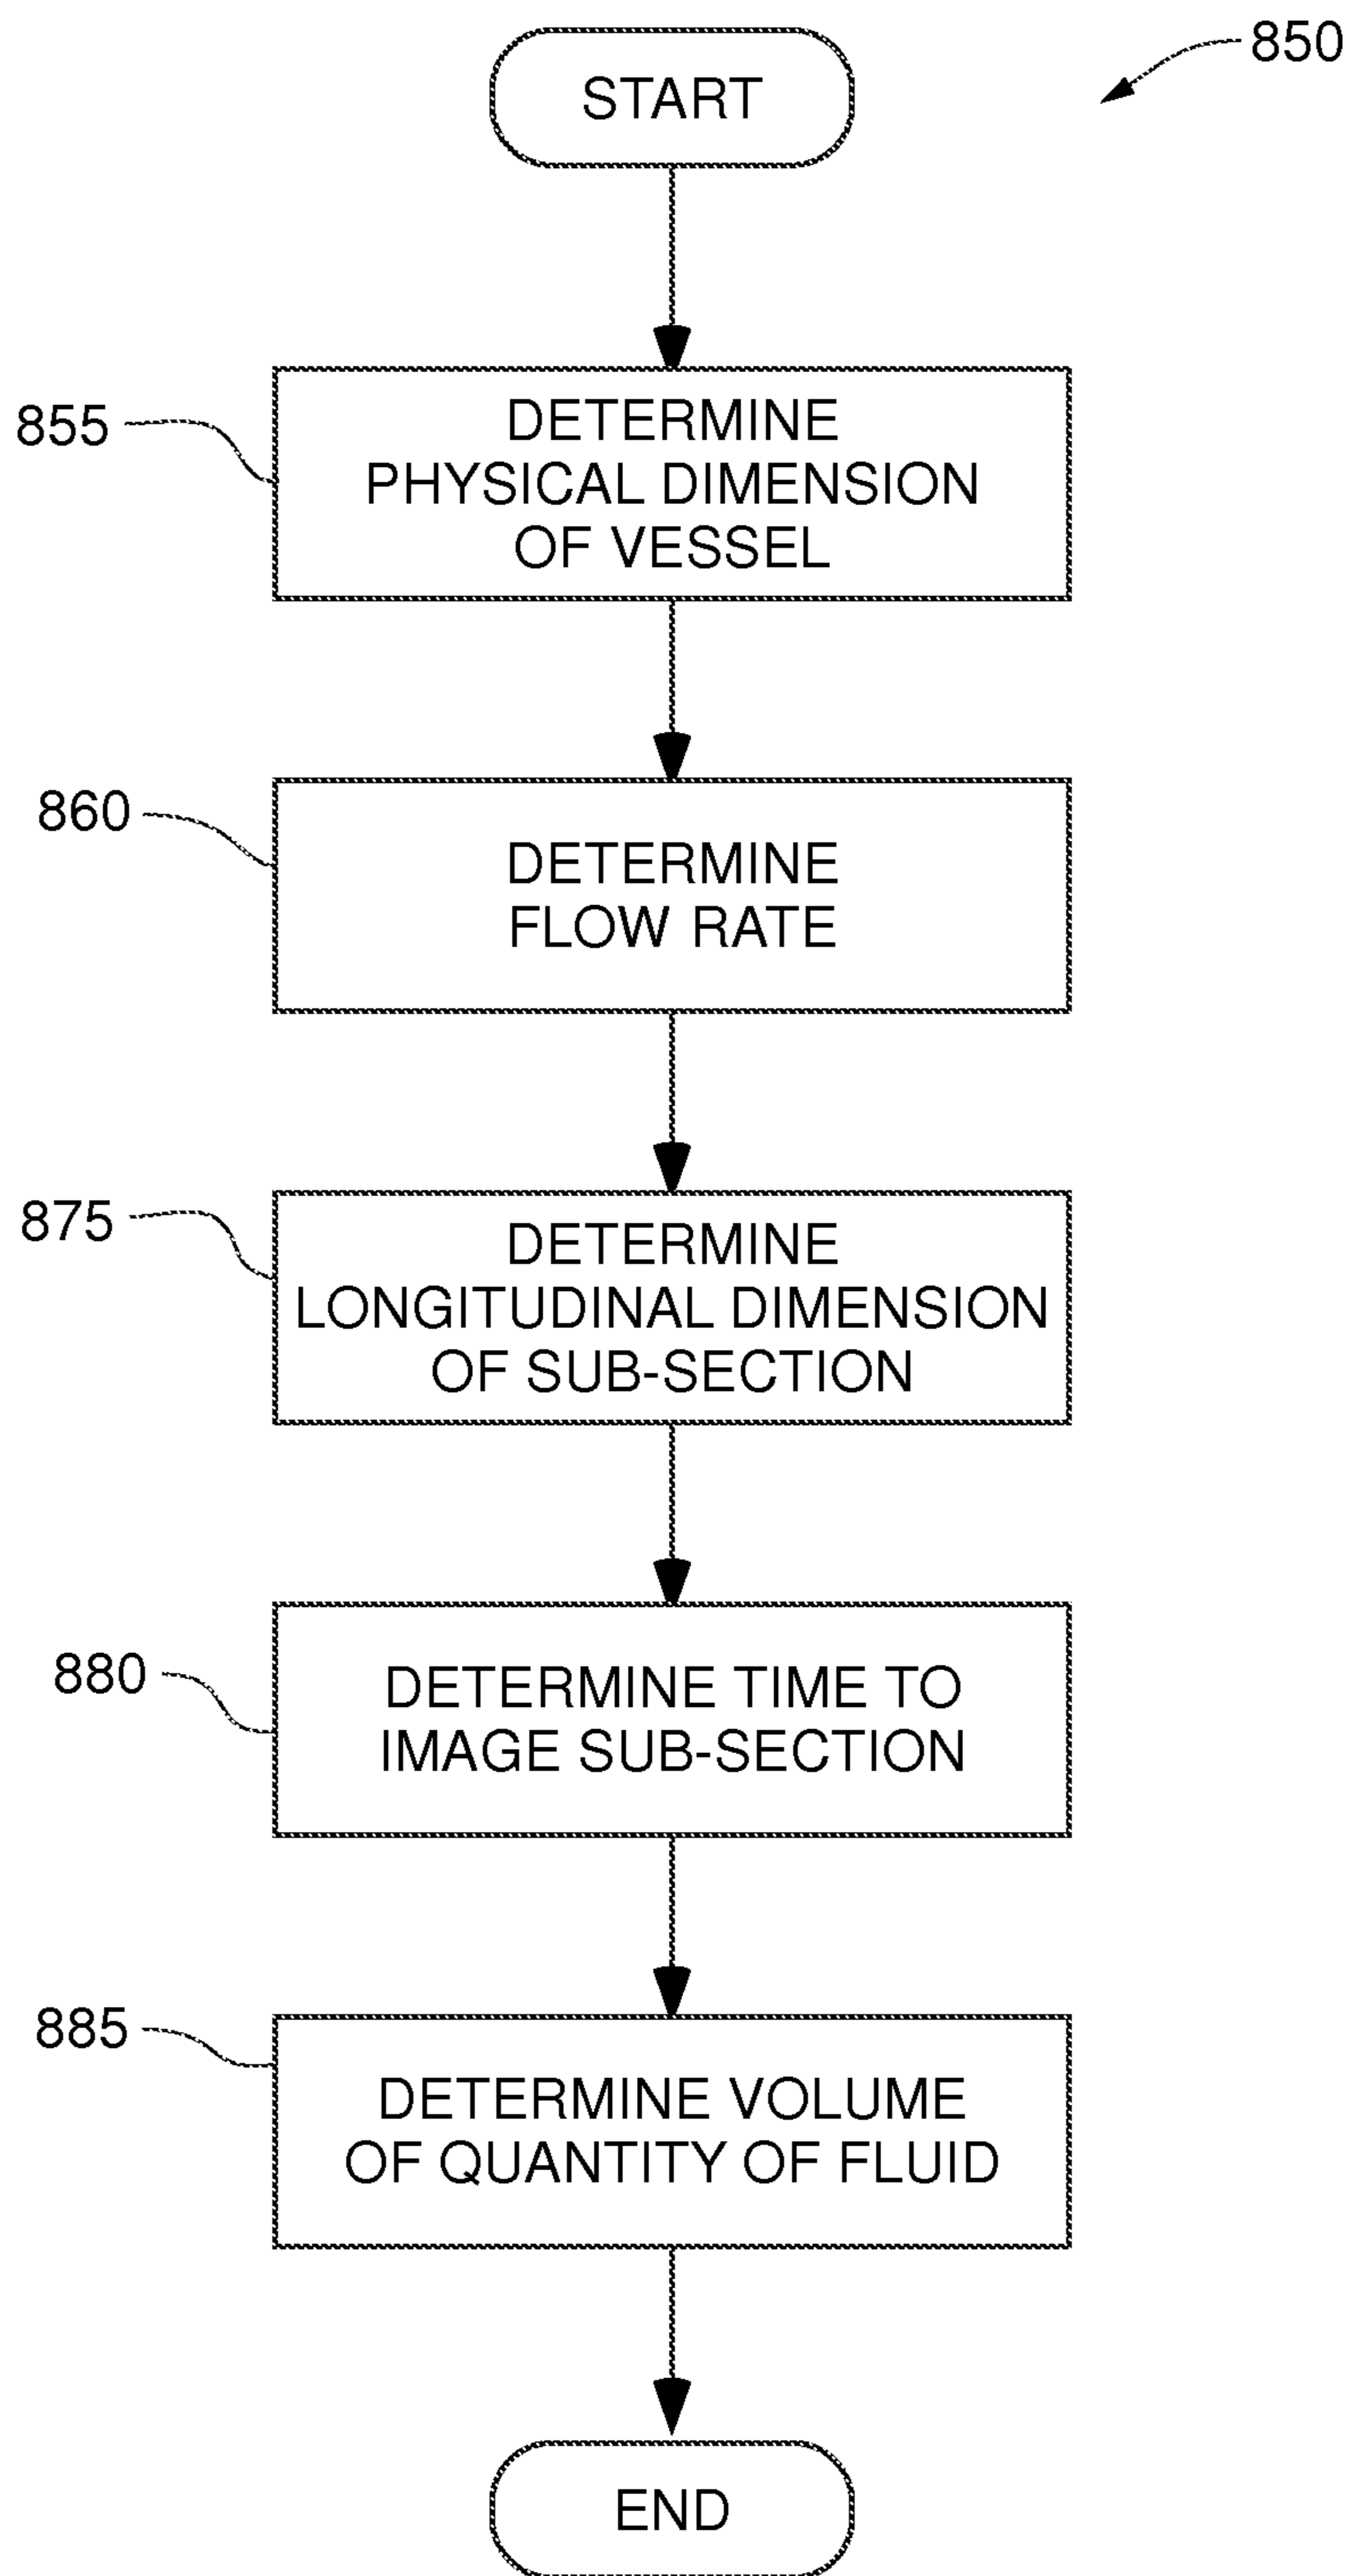 850
START
855
DETERMINE
PHYSICAL DIMENSION
OF VESSEL
860
DETERMINE
FLOW RATE
875
DETERMINE
LONGITUDINAL DIMENSION
OF SUB-SECTION
880
DETERMINE TIME TO
IMAGE SUB-SECTION
885
DETERMINE VOLUME
OF QUANTITY OF FLUID
END